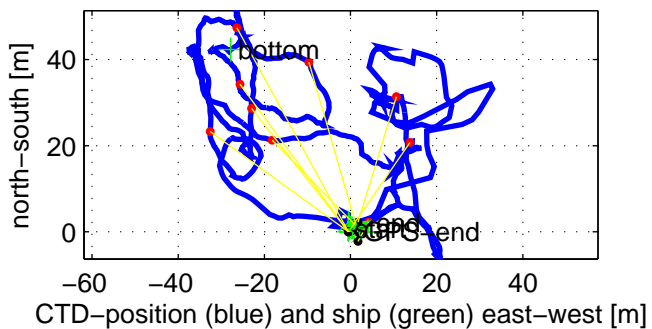 40
20
0
north−south [m]
bottom
end
start
GPS−end
−60 −40 −20 0 20 40
CTD−position (blue) and ship (green) east−west [m]